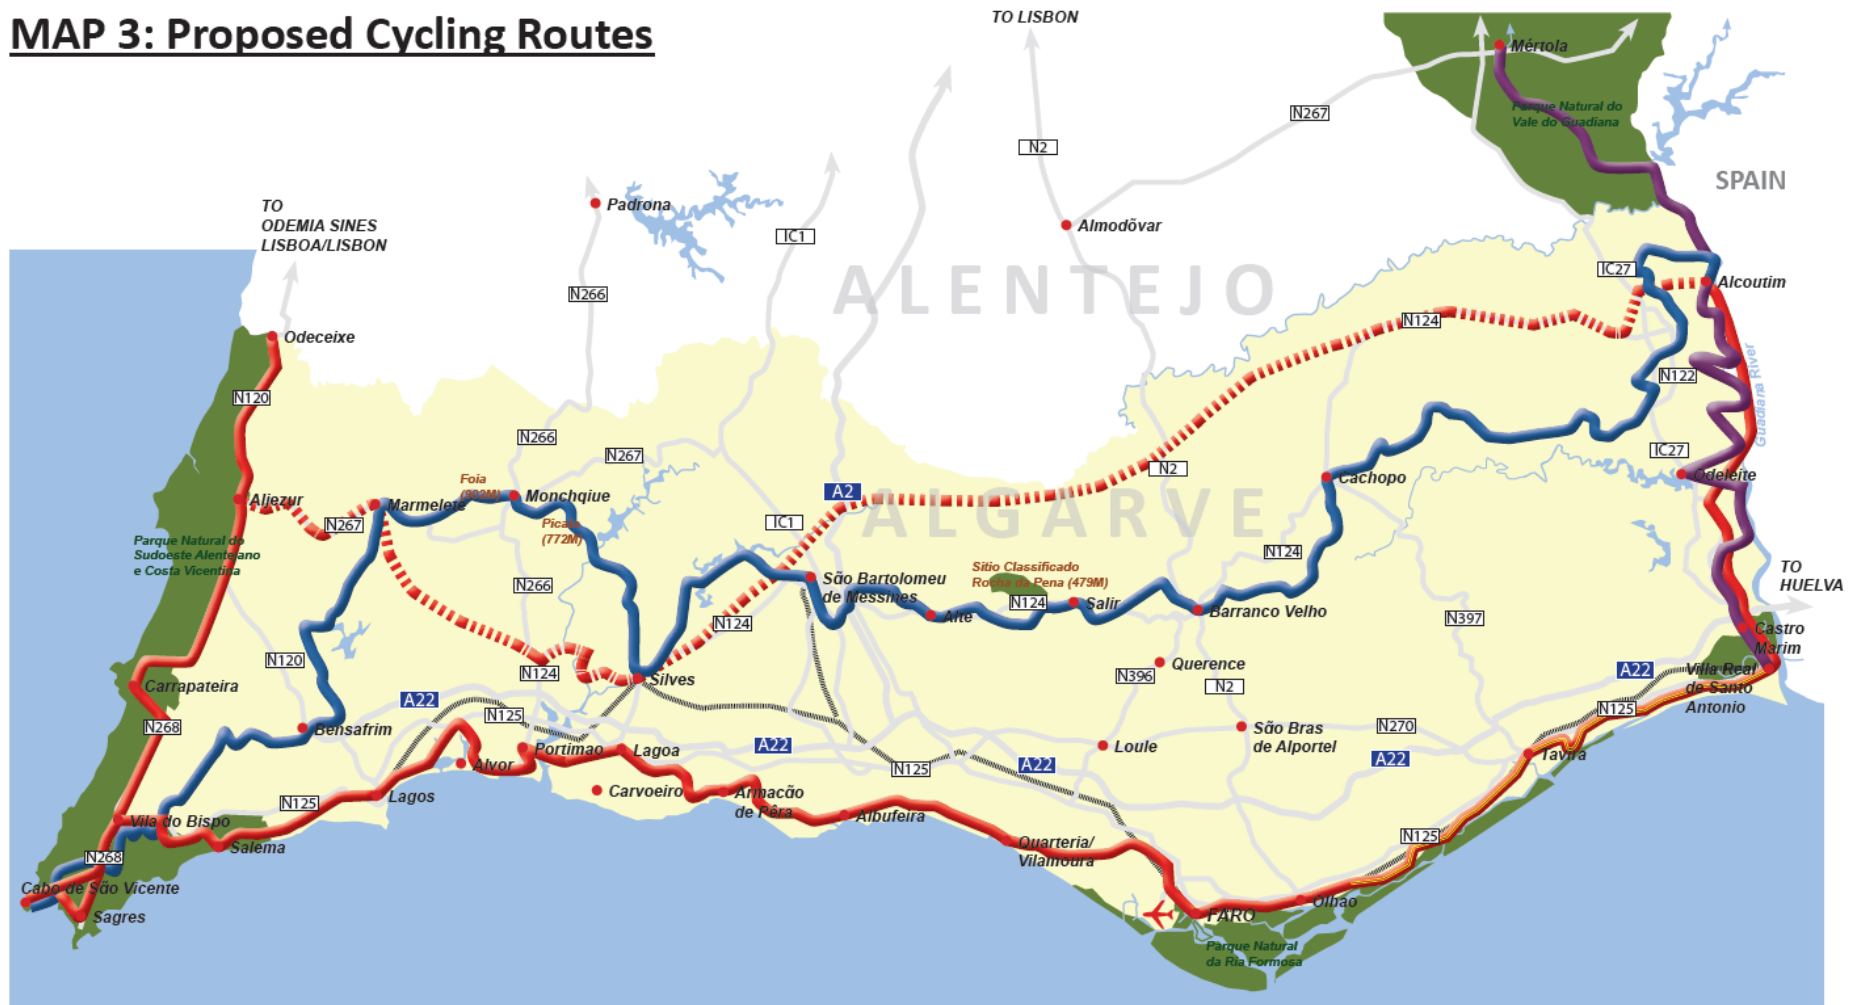 MAP 3: Proposed Cycling Routes
TO LISBON
Mértola
Parque Natural do
Vale do Guadiana
N267
N2
SPAIN
TO
ODEMIA SINES
LISBOA/LISBON
Padrona
IC1
Almodõvar
ALENTEJO
N266
IC27
Alcoutim
N124
Odeceixe
N120
N122
Guadiana River
N266
N267
N2
IC27
Foia
(902M)
Monchqiue
A2
Cachopo
Odeleite
Aljezur
Marmelete
N267
Picata
(772M)
IC1
ALGARVE
Parque Natural do
Sudoeste Alentejano
e Costa Vicentina
N124
Sitio Classificado
Rocha da Pena (479M)
TO
HUELVA
N266
São Bartolomeu
de Messines
N124
Salir
Alte
Barranco Velho
N397
N124
Castro
Marim
N120
N124
Silves
Querence
N396
N2
A22
Villa Real
de Santo
Antonio
Carrapateira
A22
N125
N268
Bensafrim
São Bras
de Alportel
N270
N125
Portimao
Lagoa
A22
Loule
A22
A22
Tavira
Alvor
N125
Carvoeiro
Armacão
de Pêra
Lagos
N125
Albufeira
Vila do Bispo
Salema
N125
Quarteria/
Vilamoura
N268
Cabo de São Vicente
Sagres
FARO
Olhão
Parque Natural
da Ria Formosa